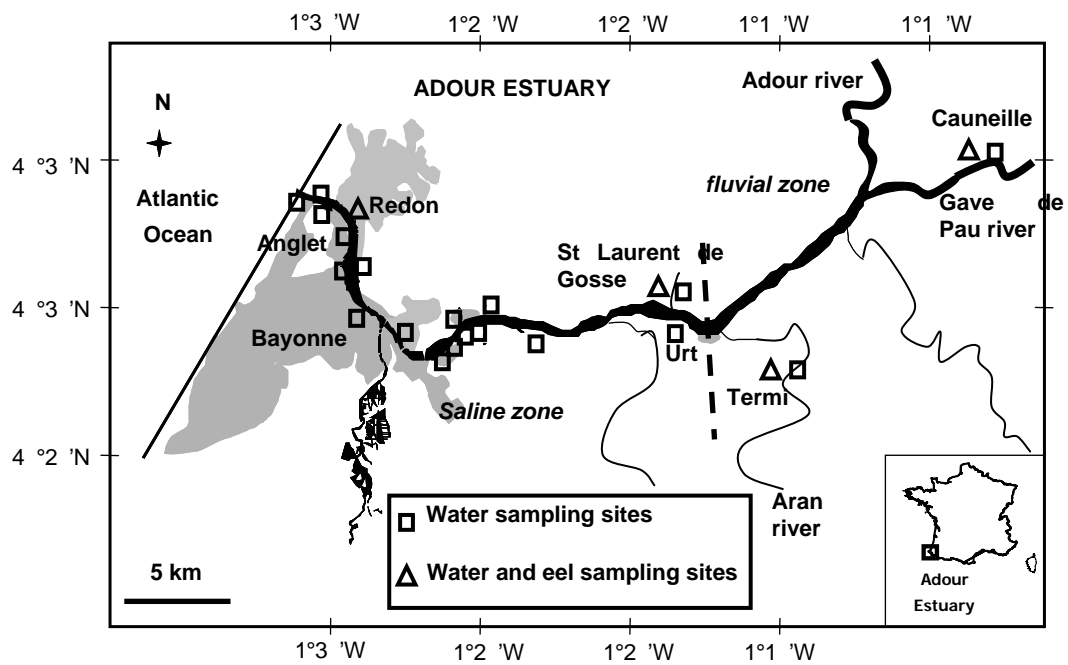 1°3 'W 1°2 'W 1°2 'W 1°1 'W 1°1 'W
ADOUR ESTUARY
Adour river
N
Cauneille
4 °3 'N
Atlantic
Ocean
fluvial zone
Redon
Gave de
Pau river
Anglet
St Laurent de
Gosse
4 °3 'N
Bayonne
Urt
Termi
Saline zone
4 °2 'N
Aran
river
Water sampling sites
Water and eel sampling sites
5 km
Adour
Estuary
1°3 'W 1°2 'W 1°2 'W 1°1 'W 1°1 'W